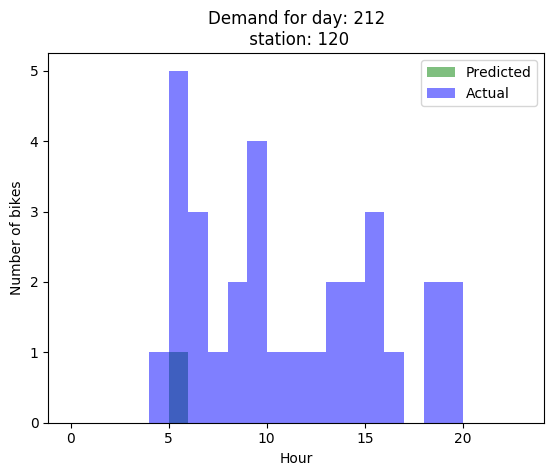 Demand for day: 212
station: 120
Predicted
Actual
Number of bikes
5
4
3
2
1
0
0 5 10 15 20
Hour